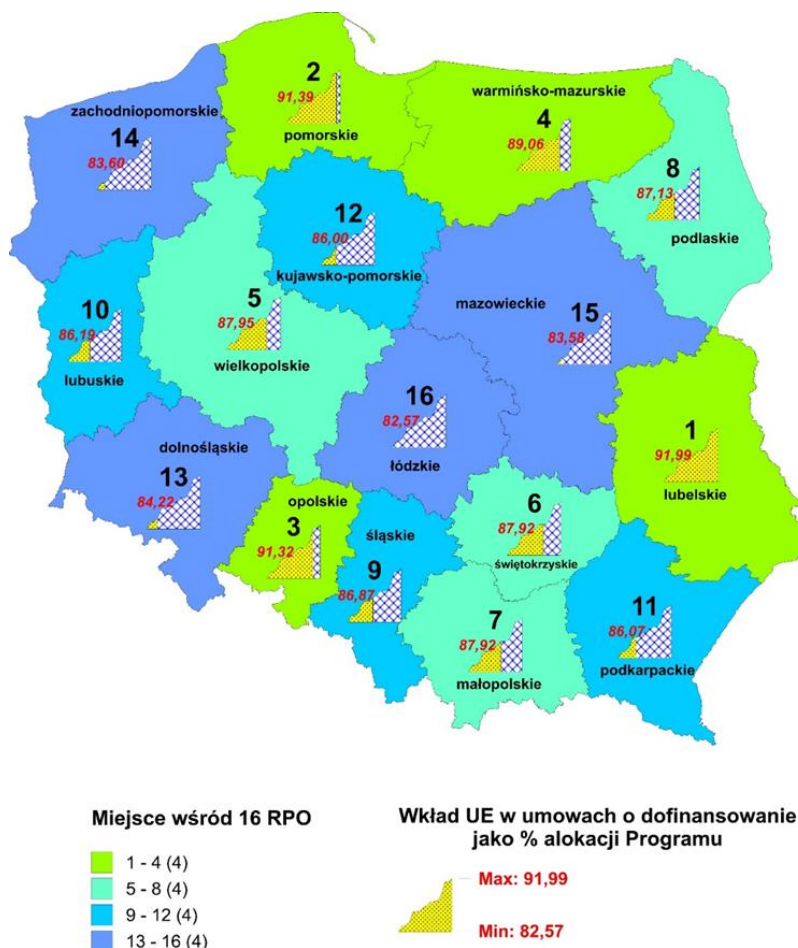 2
91,39
pomorskie
warmińsko-mazurskie
4
89,06
zachodniopomorskie
14
83,60
8
87,13
podlaskie
12
86,00
kujawsko-pomorskie
10
86,19
lubuskie
5
87,95
wielkopolskie
mazowieckie
15
83,58
16
82,57
łódzkie
1
91,99
lubelskie
dolnośląskie
13
84,22
opolskie
3
91,32
śląskie
9
86,87
6
87,92
świętokrzyskie
7
87,92
małopolskie
11
86,07
podkarpackie
Miejsce wśród 16 RPO
1 - 4 (4)
5 - 8 (4)
9 - 12 (4)
13 - 16 (4)
Wkład UE w umowach o dofinansowanie
jako % alokacji Programu
Max: 91,99
Min: 82,57